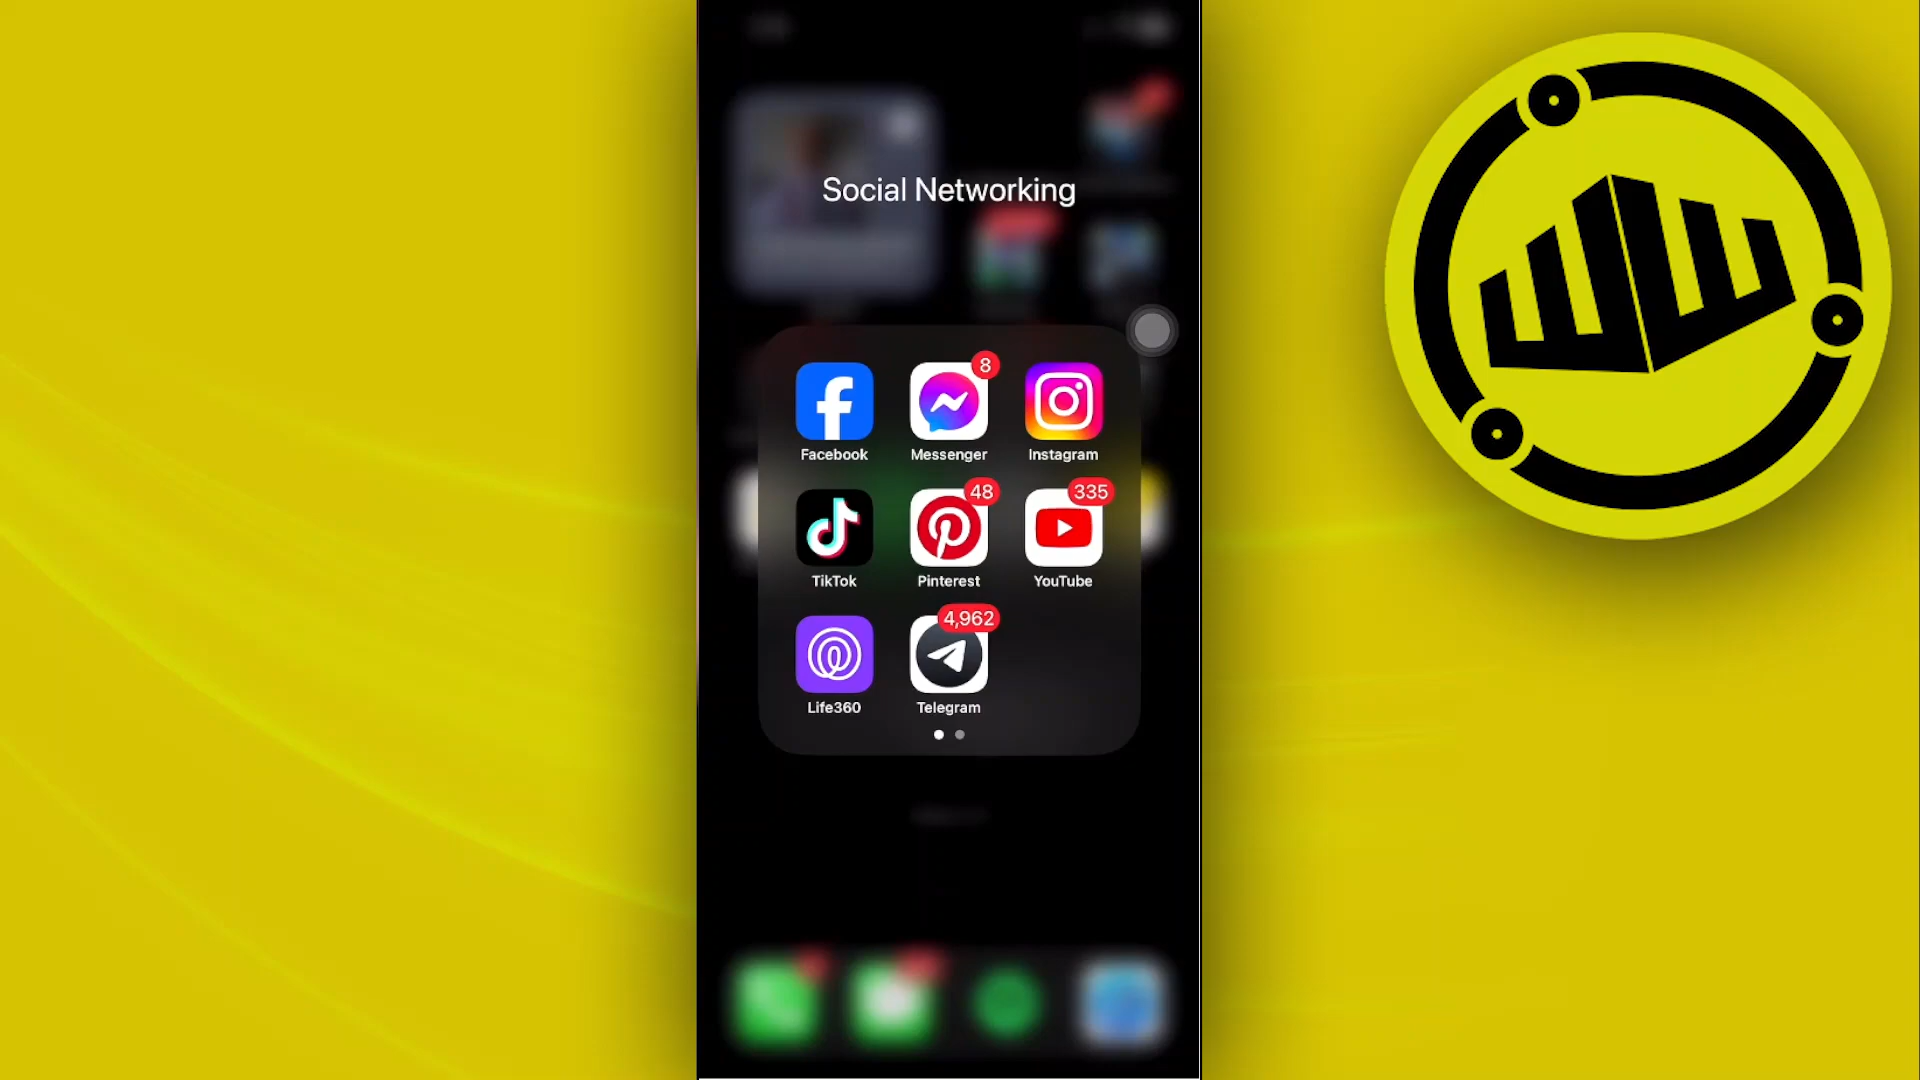 Social Networking
8
Facebook Messenger Instagram
48 335
TikTok Pinterest YouTube
4,962
Life360 Telegram